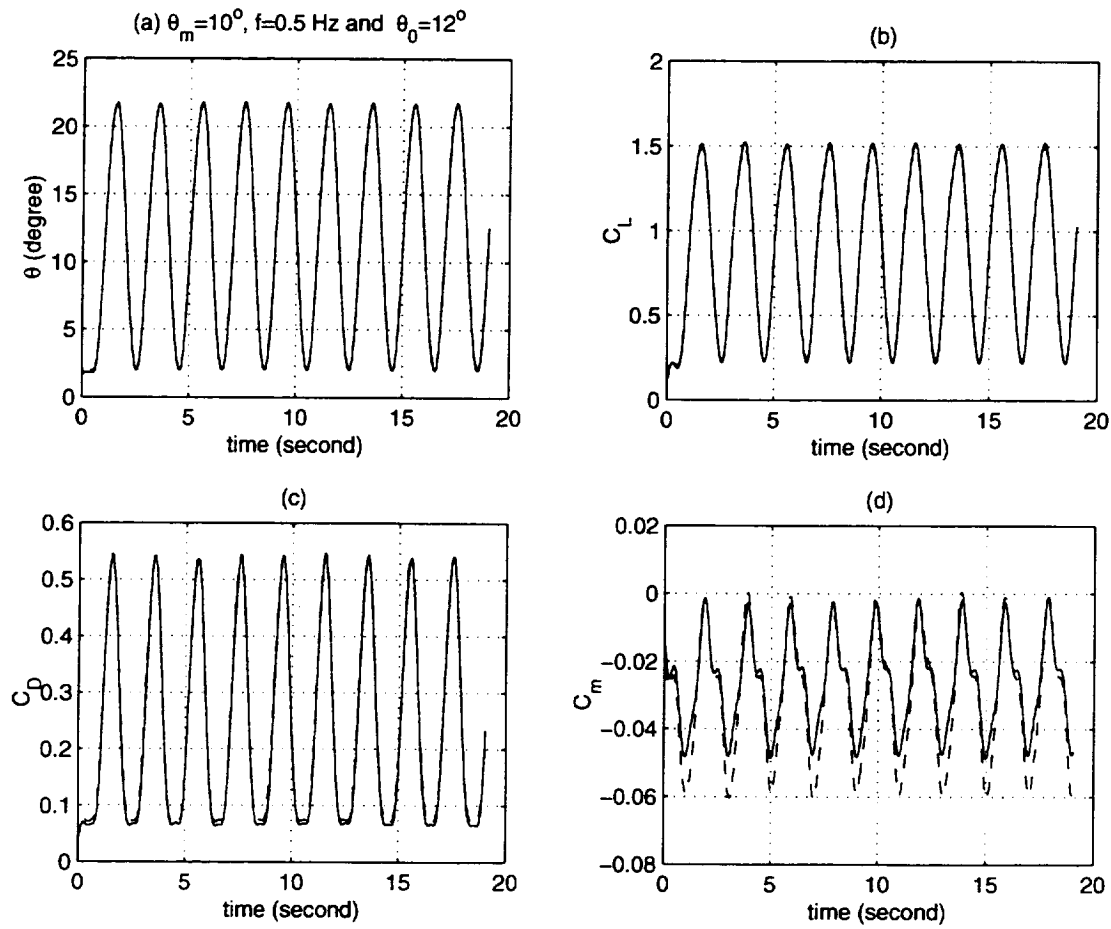 (a) θm=10°, f=0.5 Hz and θ0=12°
25
20
15
10
5
0
θ (degree)
0 5 10 15 20
time (second)
(b)
2
1.5
1
0.5
0
CL
0 5 10 15 20
time (second)
(c)
0.6
0.5
0.4
0.3
0.2
0.1
0
CD
0 5 10 15 20
time (second)
(d)
0.02
0
−0.02
−0.04
−0.06
−0.08
Cm
0 5 10 15 20
time (second)